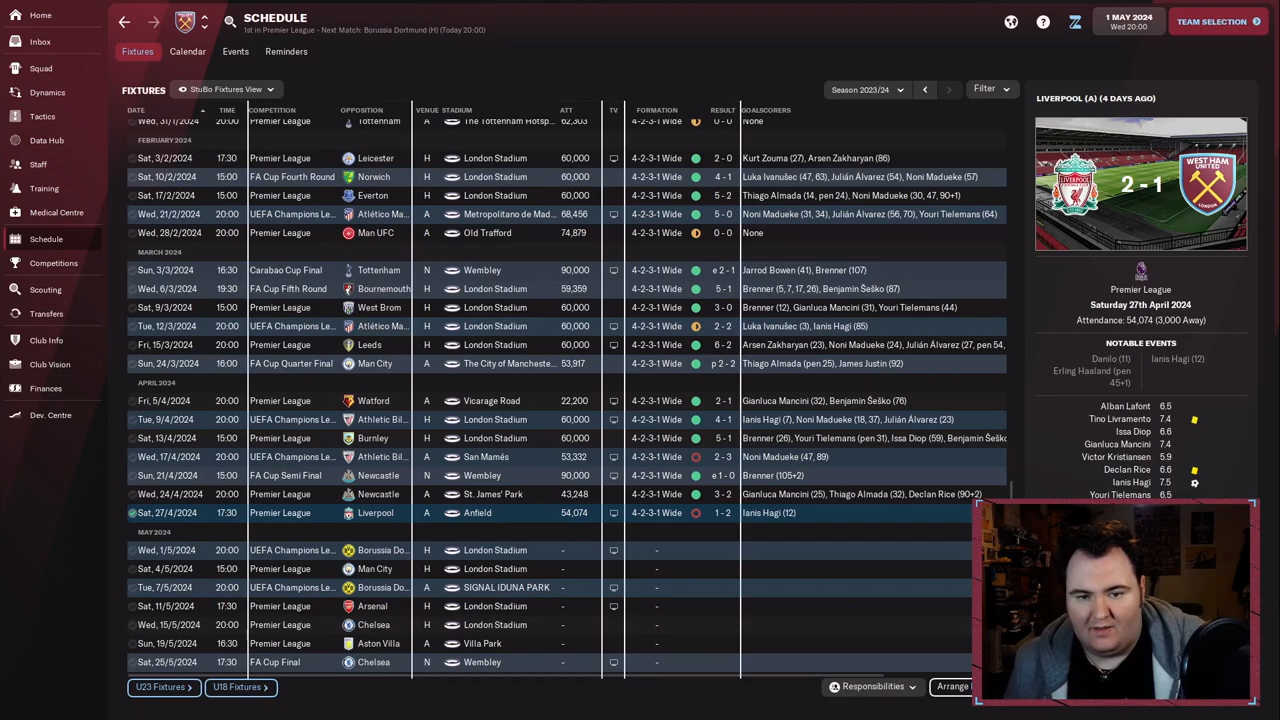 Home
SCHEDULE
1st in Premier League - Next Match: Borussia Dortmund (H) (Today 20:00)
1 MAY 2024
Wed 20:00
TEAM SELECTION
Inbox
Squad
Dynamics
Tactics
Data Hub
Staff
Training
Medical Centre
Schedule
Competitions
Scouting
Transfers
Club Info
Club Vision
Finances
Dev. Centre
Fixtures Calendar Events Reminders
FIXTURES StuBo Fixtures View Season 2023/24 Filter
DATE TIME COMPETITION OPPOSITION VENUE STADIUM ATT TV FORMATION RESULT GOALSCORERS
Wed, 31/1/2024 20:00 Premier League Tottenham A The Tottenham Hotsp... 62,303 4-2-3-1 Wide 0 - 0 None
FEBRUARY 2024
Sat, 3/2/2024 17:30 Premier League Leicester H London Stadium 60,000 4-2-3-1 Wide 2 - 0 Kurt Zouma (27), Arsen Zakharyan (86)
Sat, 10/2/2024 15:00 FA Cup Fourth Round Norwich H London Stadium 60,000 4-2-3-1 Wide 4 - 1 Luka Ivanušec (47, 63), Julián Álvarez (54), Noni Madueke (57)
Sat, 17/2/2024 15:00 Premier League Everton H London Stadium 60,000 4-2-3-1 Wide 5 - 2 Thiago Almada (14, pen 24), Noni Madueke (30, 47, 90+1)
Wed, 21/2/2024 20:00 UEFA Champions Le... Atlético Ma... A Metropolitano de Mad... 68,456 4-2-3-1 Wide 5 - 0 Noni Madueke (31, 34), Julián Álvarez (56, 70), Youri Tielemans (64)
Wed, 28/2/2024 20:00 Premier League Man UFC A Old Trafford 74,879 4-2-3-1 Wide 0 - 0 None
MARCH 2024
Sun, 3/3/2024 16:30 Carabao Cup Final Tottenham N Wembley 90,000 4-2-3-1 Wide e 2 - 1 Jarrod Bowen (41), Brenner (107)
Wed, 6/3/2024 19:30 FA Cup Fifth Round Bournemouth H London Stadium 59,359 4-2-3-1 Wide 5 - 1 Brenner (5, 7, 17, 26), Benjamin Šeško (87)
Sat, 9/3/2024 15:00 Premier League West Brom H London Stadium 60,000 4-2-3-1 Wide 3 - 0 Brenner (12), Gianluca Mancini (31), Youri Tielemans (44)
Tue, 12/3/2024 20:00 UEFA Champions Le... Atlético Ma... H London Stadium 60,000 4-2-3-1 Wide 2 - 2 Luka Ivanušec (3), Ianis Hagi (85)
Fri, 15/3/2024 20:00 Premier League Leeds H London Stadium 60,000 4-2-3-1 Wide 6 - 2 Arsen Zakharyan (23), Noni Madueke (24), Julián Álvarez (27, pen 54,
Sun, 24/3/2024 16:00 FA Cup Quarter Final Man City A The City of Mancheste... 53,917 4-2-3-1 Wide p 2 - 2 Thiago Almada (pen 25), James Justin (92)
APRIL 2024
Fri, 5/4/2024 20:00 Premier League Watford A Vicarage Road 22,200 4-2-3-1 Wide 2 - 1 Gianluca Mancini (32), Benjamin Šeško (76)
Tue, 9/4/2024 20:00 UEFA Champions Le... Athletic Bil... H London Stadium 60,000 4-2-3-1 Wide 4 - 1 Ianis Hagi (7), Noni Madueke (18, 37), Julián Álvarez (23)
Sat, 13/4/2024 15:00 Premier League Burnley H London Stadium 60,000 4-2-3-1 Wide 5 - 1 Brenner (26), Youri Tielemans (pen 31), Issa Diop (59), Benjamin Šeško
Wed, 17/4/2024 20:00 UEFA Champions Le... Athletic Bil... A San Mamés 53,332 4-2-3-1 Wide 2 - 3 Noni Madueke (47, 89)
Sun, 21/4/2024 15:00 FA Cup Semi Final Newcastle N Wembley 90,000 4-2-3-1 Wide e 1 - 0 Brenner (105+2)
Wed, 24/4/2024 20:00 Premier League Newcastle A St. James' Park 43,248 4-2-3-1 Wide 3 - 2 Gianluca Mancini (25), Thiago Almada (32), Declan Rice (90+2)
Sat, 27/4/2024 17:30 Premier League Liverpool A Anfield 54,074 4-2-3-1 Wide 1 - 2 Ianis Hagi (12)
MAY 2024
Wed, 1/5/2024 20:00 UEFA Champions Le... Borussia Do... H London Stadium - -
Sat, 4/5/2024 15:00 Premier League Man City H London Stadium - -
Tue, 7/5/2024 20:00 UEFA Champions Le... Borussia Do... A SIGNAL IDUNA PARK - -
Sat, 11/5/2024 17:30 Premier League Arsenal H London Stadium - -
Wed, 15/5/2024 20:00 Premier League Chelsea H London Stadium - -
Sun, 19/5/2024 16:30 Premier League Aston Villa A Villa Park - -
Sat, 25/5/2024 17:30 FA Cup Final Chelsea N Wembley - -
U23 Fixtures U18 Fixtures Responsibilities Arrange
LIVERPOOL (A) (4 DAYS AGO)
2 - 1
WEST HAM
UNITED
LONDON
Premier League
Saturday 27th April 2024
Attendance: 54,074 (3,000 Away)
NOTABLE EVENTS
Danilo (11) Ianis Hagi (12)
Erling Haaland (pen
45+1)
Alban Lafont 6.5
Tino Livramento 7.4
Issa Diop 6.6
Gianluca Mancini 7.4
Victor Kristiansen 5.9
Declan Rice 6.6
Ianis Hagi 7.5
Youri Tielemans 6.5